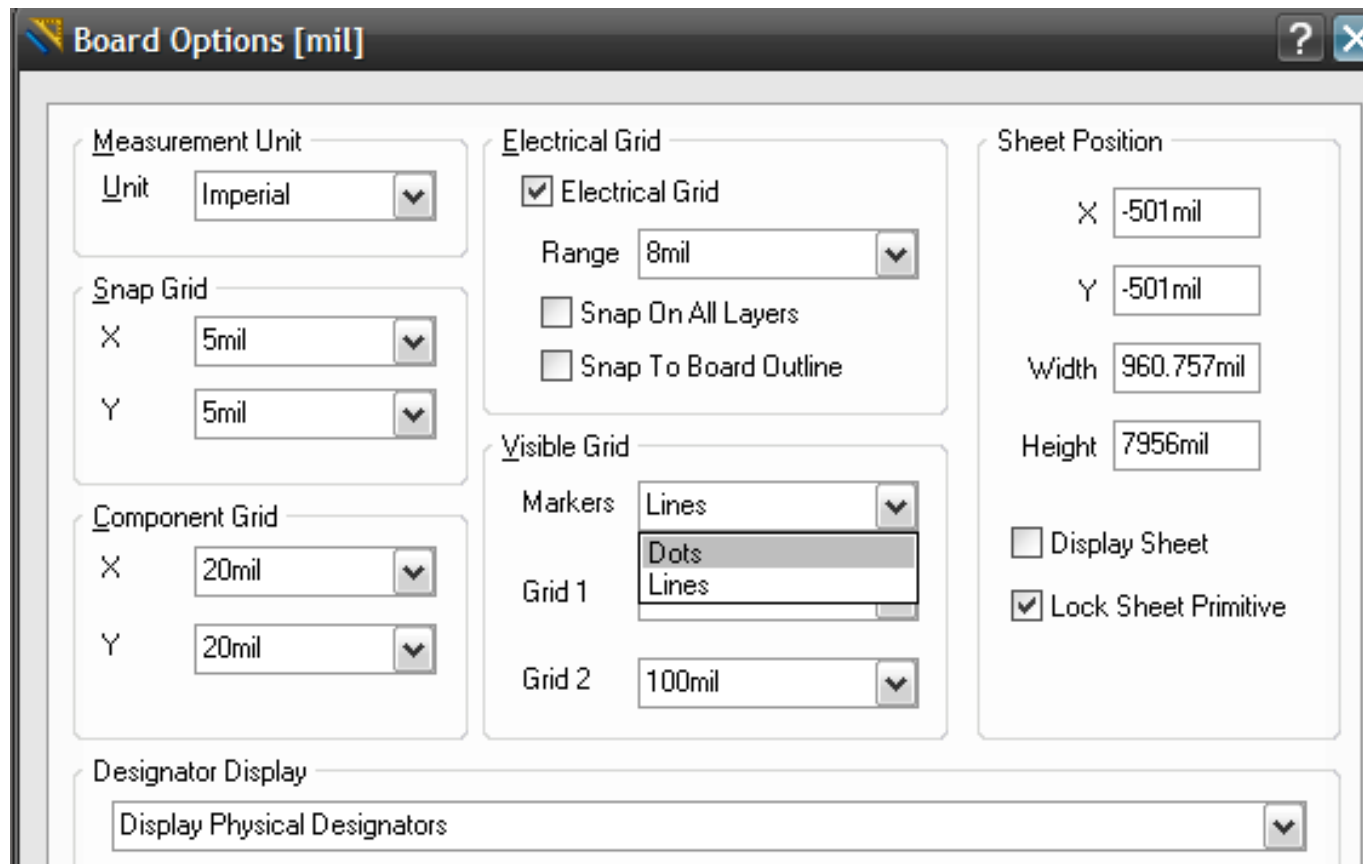 Board Options [mil]
?
Measurement Unit
Unit
Imperial
Snap Grid
X
5mil
Y
5mil
Component Grid
X
20mil
Y
20mil
Electrical Grid
Electrical Grid
Range
8mil
Snap On All Layers
Snap To Board Outline
Visible Grid
Markers
Lines
Dots
Lines
Grid 1
Grid 2
100mil
Sheet Position
X
-501mil
Y
-501mil
Width
960.757mil
Height
7956mil
Display Sheet
Lock Sheet Primitive
Designator Display
Display Physical Designators